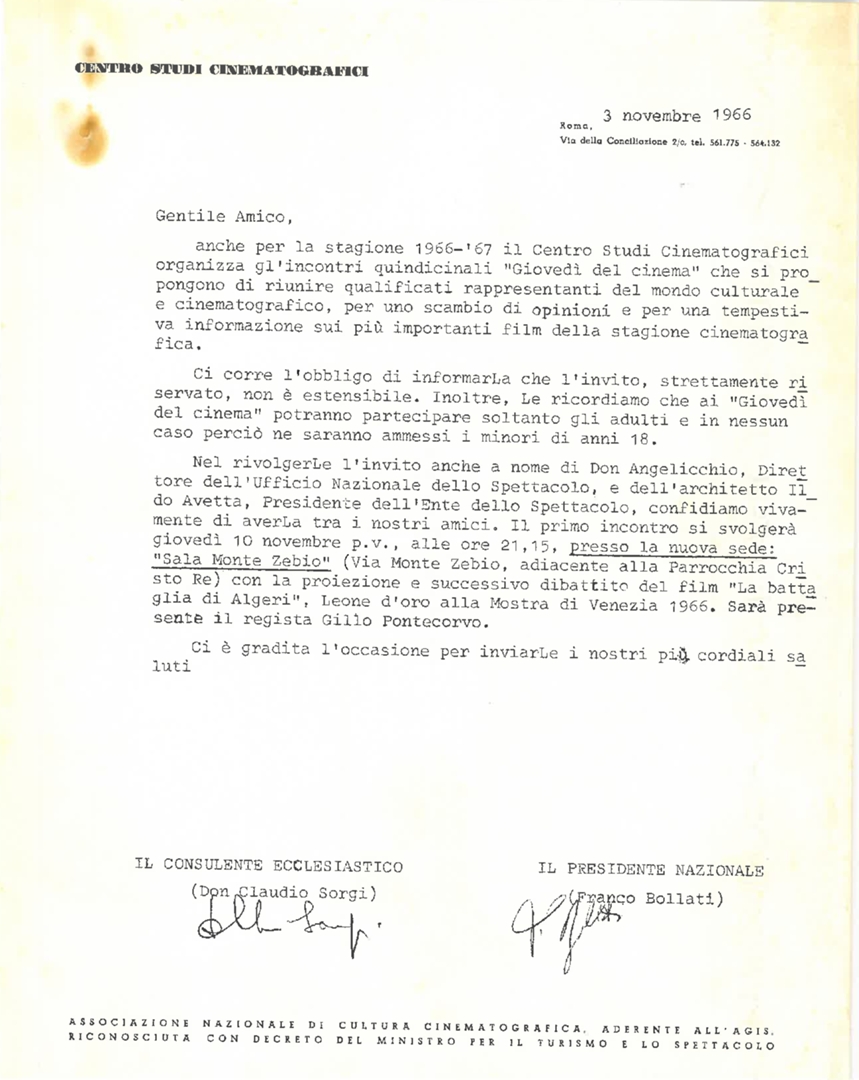 CENTRO STUDI CINEMATOGRAFICI
3 novembre 1966
Roma,
Via della Conciliazione 2/c. tel. 561.775 - 564.132
Gentile Amico,
anche per la stagione 1966-'67 il Centro Studi Cinematografici
organizza gl'incontri quindicinali "Giovedì del cinema" che si pro
pongono di riunire qualificati rappresentanti del mondo culturale
e cinematografico, per uno scambio di opinioni e per una tempesti-
va informazione sui più importanti film della stagione cinematogra
fica.
Ci corre l'obbligo di informarLa che l'invito, strettamente ri
servato, non è estensibile. Inoltre, Le ricordiamo che ai "Giovedì
del cinema" potranno partecipare soltanto gli adulti e in nessun
caso perciò ne saranno ammessi i minori di anni 18.
Nel rivolgerLe l'invito anche a nome di Don Angelicchio, Diret
tore dell'Ufficio Nazionale dello Spettacolo, e dell'architetto Il
do Avetta, Presidente dell'Ente dello Spettacolo, confidiamo viva-
mente di averLa tra i nostri amici. Il primo incontro si svolgerà
giovedì 10 novembre p.v., alle ore 21,15, presso la nuova sede:
"Sala Monte Zebio" (Via Monte Zebio, adiacente alla Parrocchia Cri
sto Re) con la proiezione e successivo dibattito del film "La batta
glia di Algeri", Leone d'oro alla Mostra di Venezia 1966. Sarà pre-
sente il regista Gillo Pontecorvo.
Ci è gradita l'occasione per inviarLe i nostri più cordiali sa
luti
IL CONSULENTE ECCLESIASTICO
(Don Claudio Sorgi)
IL PRESIDENTE NAZIONALE
(Franco Bollati)
ASSOCIAZIONE NAZIONALE DI CULTURA CINEMATOGRAFICA, ADERENTE ALL'AGIS,
RICONOSCIUTA CON DECRETO DEL MINISTRO PER IL TURISMO E LO SPETTACOLO